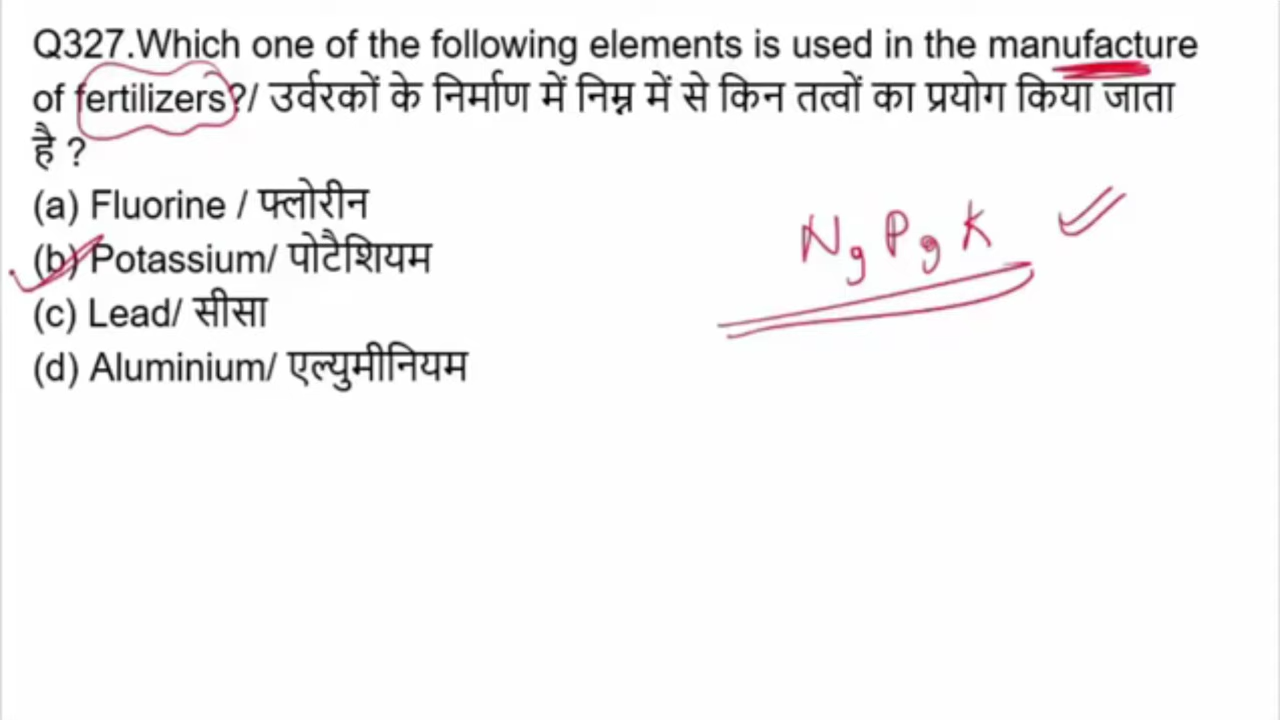 Q327.Which one of the following elements is used in the manufacture
of fertilizers?/ उर्वरकों के निर्माण में निम्न में से किन तत्वों का प्रयोग किया जाता
है ?
(a) Fluorine / फ्लोरीन
(b) Potassium/ पोटैशियम
(c) Lead/ सीसा
(d) Aluminium/ एल्युमीनियम
N, P, K